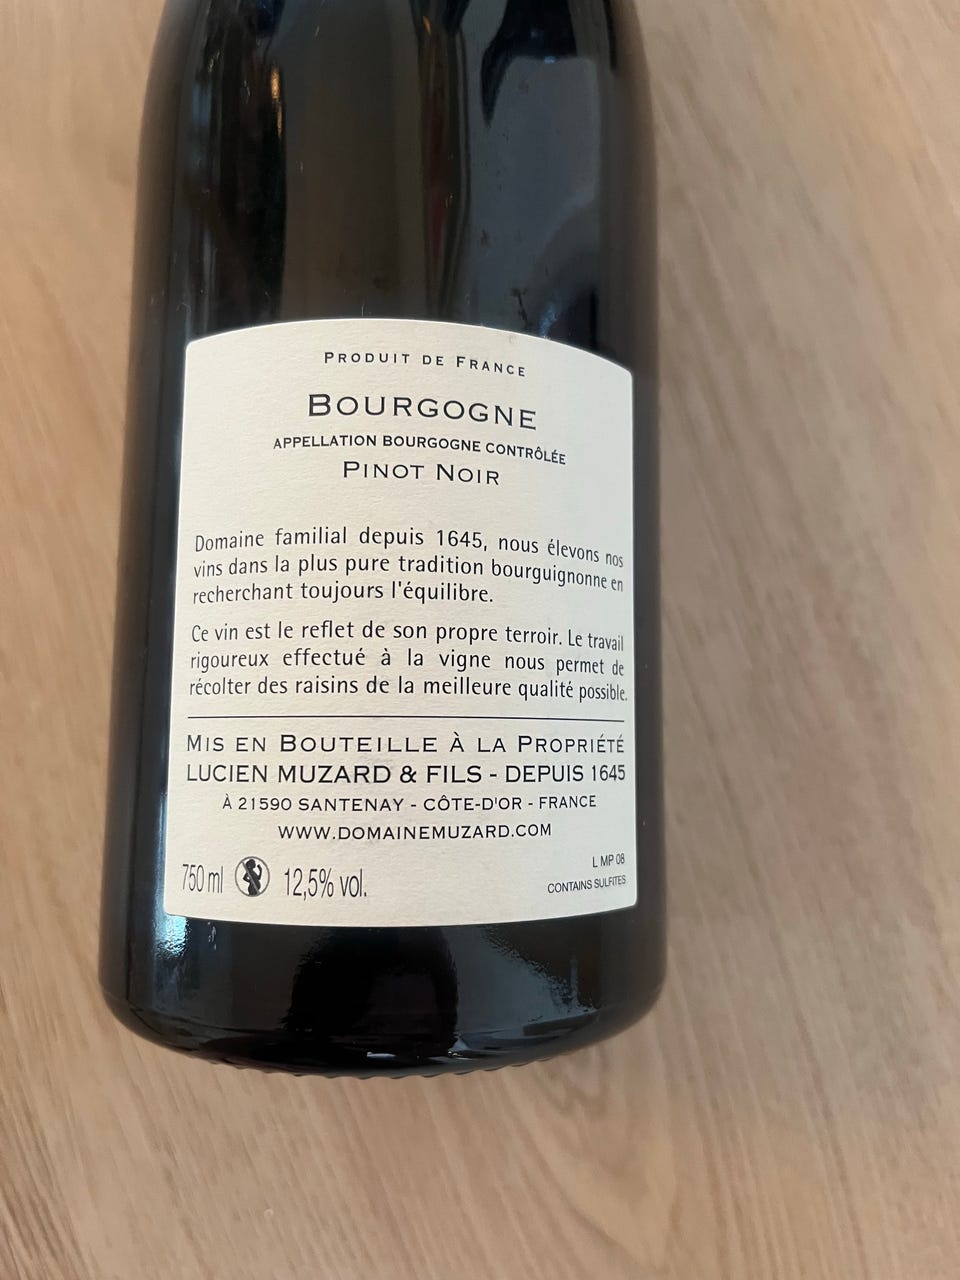 PRODUIT DE FRANCE
BOURGOGNE
APPELLATION BOURGOGNE CONTRÔLÉE
PINOT NOIR
Domaine familial depuis 1645, nous élevons nos
vins dans la plus pure tradition bourguignonne en
recherchant toujours l'équilibre.
Ce vin est le reflet de son propre terroir. Le travail
rigoureux effectué à la vigne nous permet de
récolter des raisins de la meilleure qualité possible.
MIS EN BOUTEILLE À LA PROPRIÉTÉ
LUCIEN MUZARD & FILS - DEPUIS 1645
À 21590 SANTENAY - CÔTE-D'OR - FRANCE
WWW.DOMAINEMUZARD.COM
750 ml 12,5% vol.
L MP 08
CONTAINS SULFITES